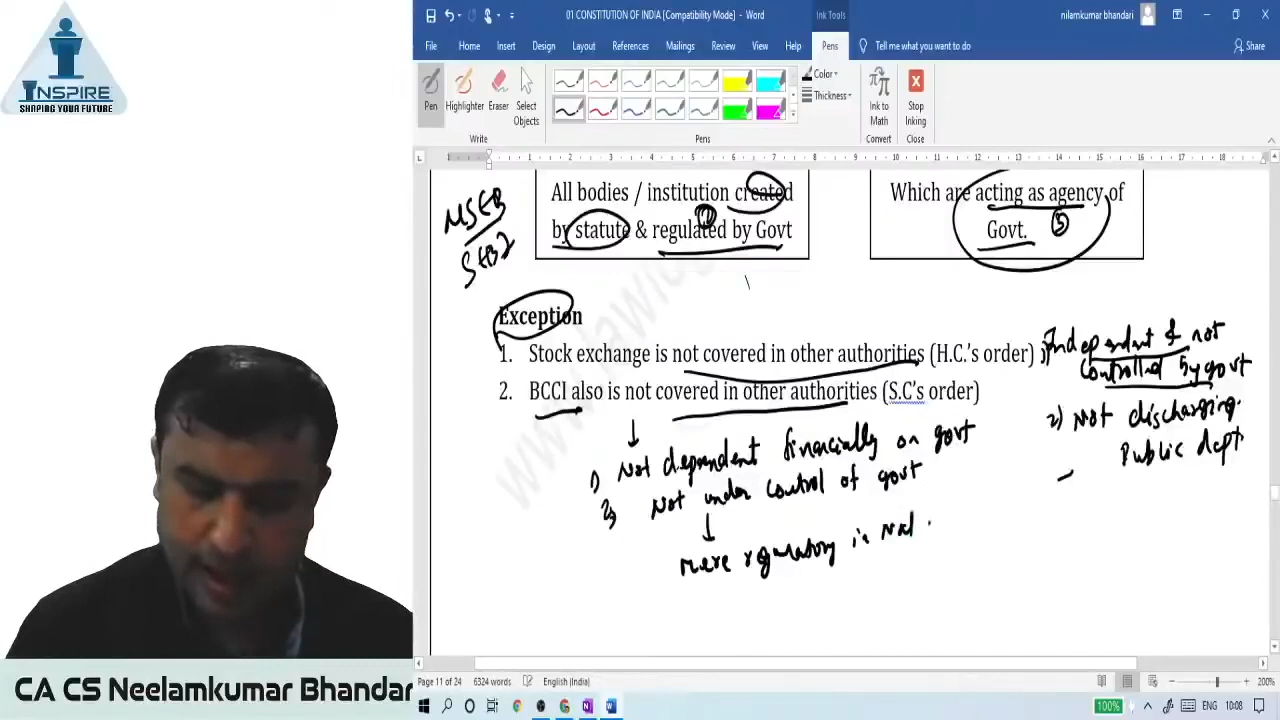 INSPIRE
SHAPING YOUR FUTURE
01 CONSTITUTION OF INDIA [Compatibility Mode] - Word
Ink Tools
nilamkumar bhandari
File Home Insert Design Layout References Mailings Review View Help Pens Tell me what you want to do Share
Pen Highlighter Eraser Select Objects
Color
Thickness
Ink to Math
Stop Inking
Write Pens Convert Close
All bodies / institution created
by statute & regulated by Govt
Which are acting as agency of
Govt.
MSEB
SEBI
Exception
1. Stock exchange is not covered in other authorities (H.C.'s order)
2. BCCI also is not covered in other authorities (S.C's order)
1) Independent & not
controlled by govt
2) Not discharging
Public dept
1) Not dependent financially on govt
2) Not under control of govt
Mere regulatory in nat
Page 11 of 24 6324 words English (India) 200%
100% ENG 10:08
CA CS Neelamkumar Bhandar